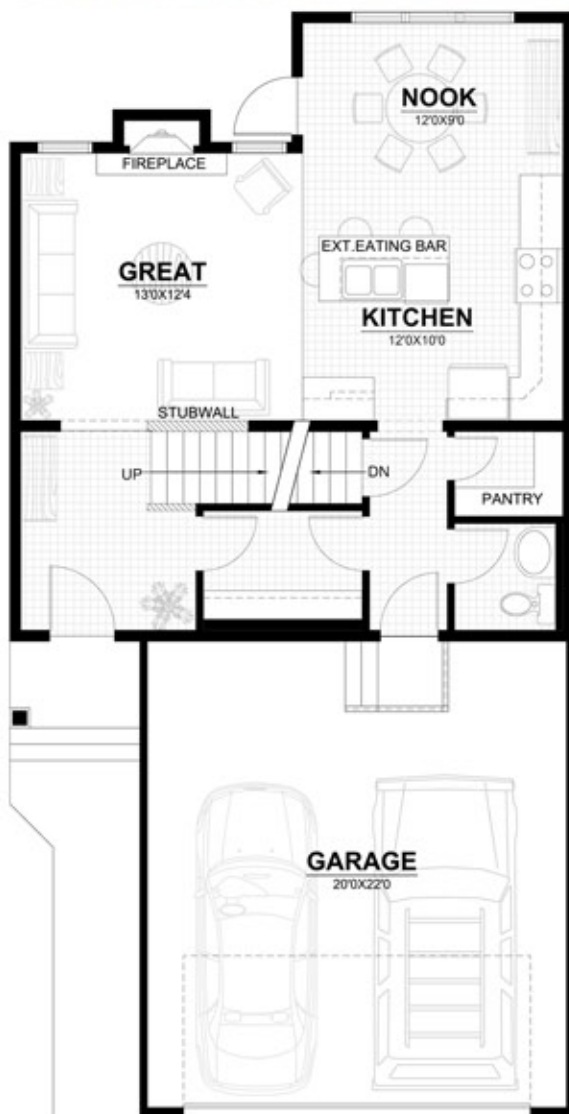 NOOK
12'0X9'0
FIREPLACE
EXT.EATING BAR
GREAT
13'0X12'4
KITCHEN
12'0X10'0
STUBWALL
UP
DN
PANTRY
GARAGE
20'0X22'0